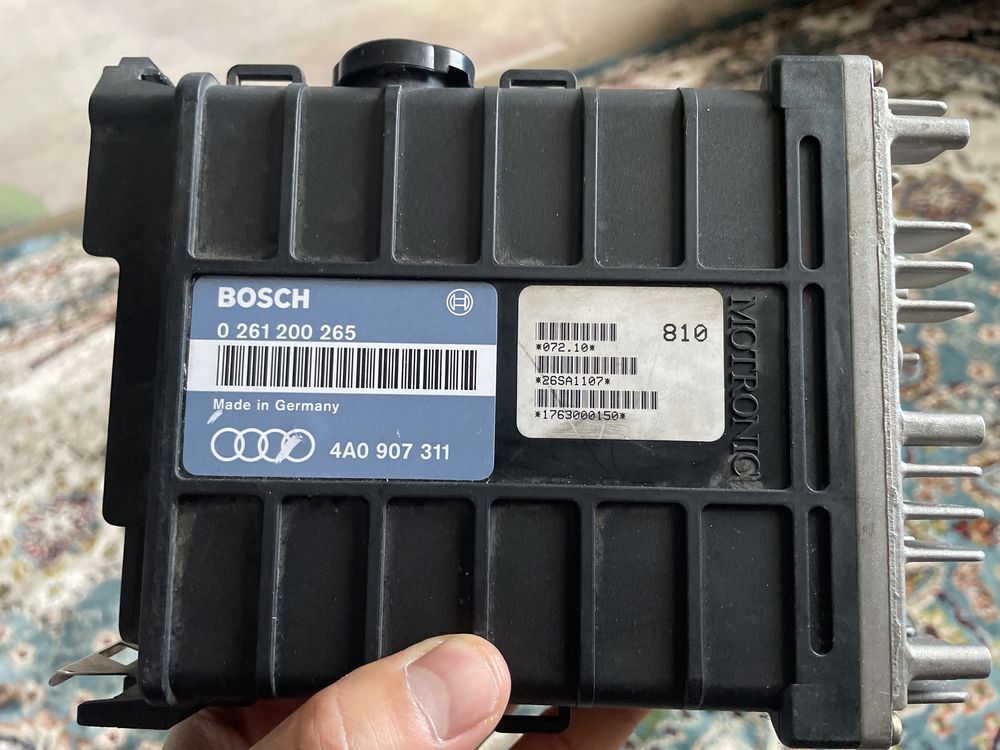 BOSCH
0 261 200 265
Made in Germany
4A0 907 311
810
*072.10*
*26SA1107*
*1763000150*
MOTRONIC